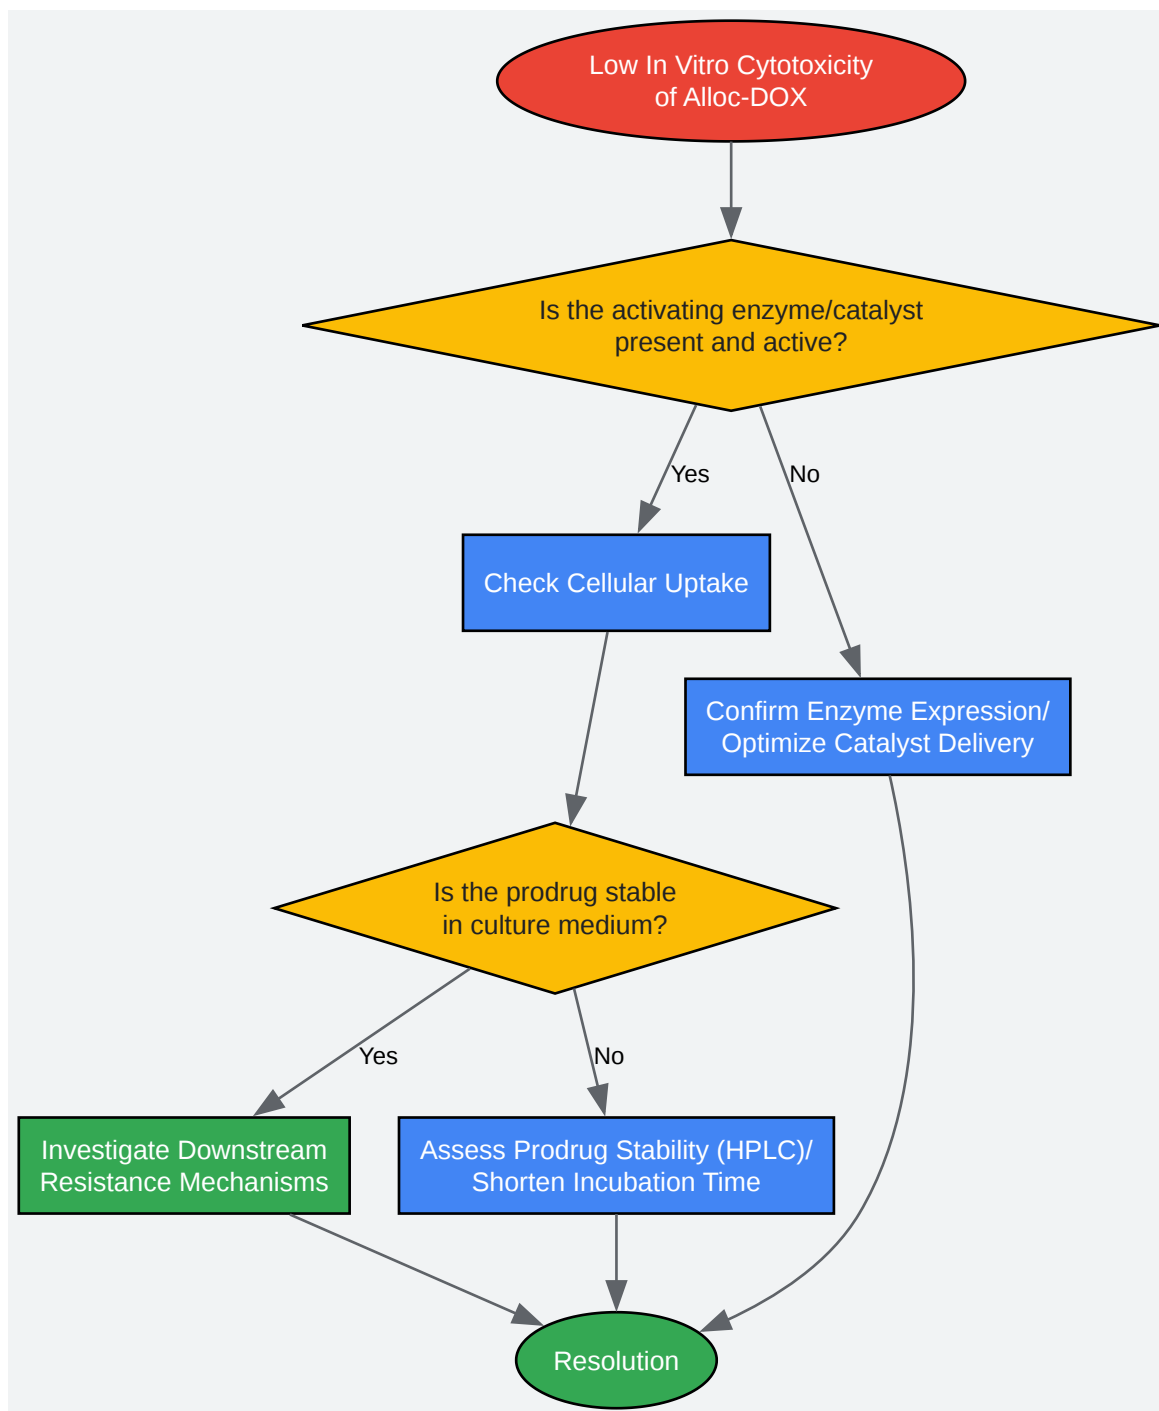 Low In Vitro Cytotoxicity
of Alloc-DOX
Is the activating enzyme/catalyst
present and active?
Yes
No
Check Cellular Uptake
Confirm Enzyme Expression/
Optimize Catalyst Delivery
Is the prodrug stable
in culture medium?
Yes
No
Investigate Downstream
Resistance Mechanisms
Assess Prodrug Stability (HPLC)/
Shorten Incubation Time
Resolution